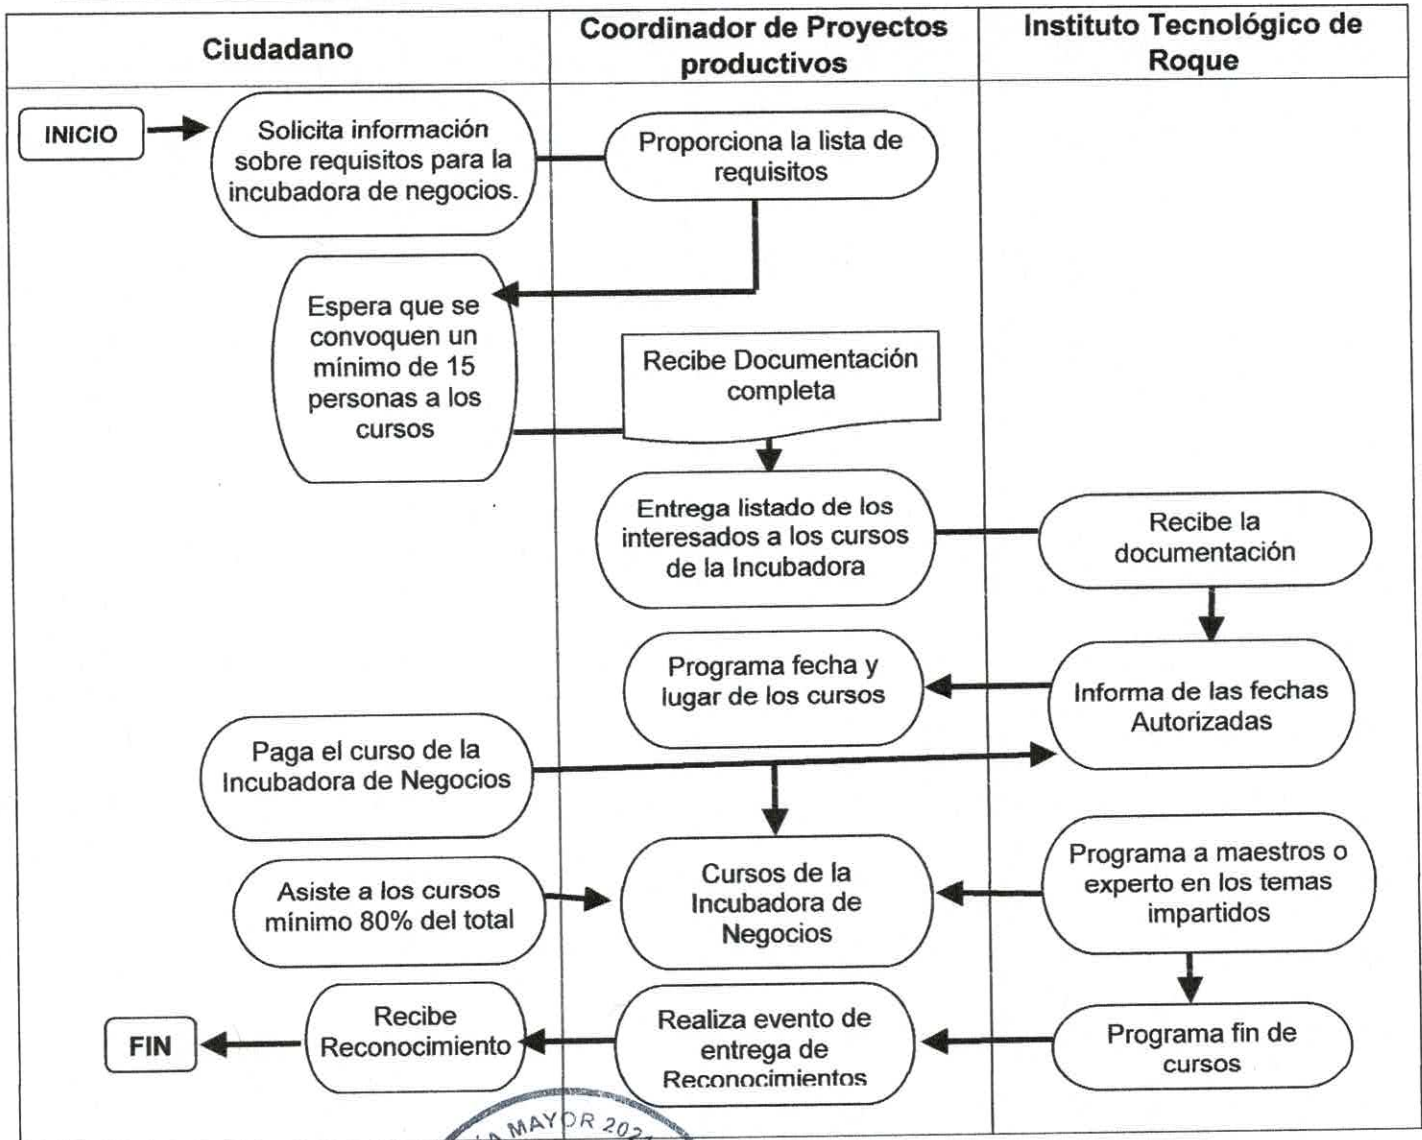 Ciudadano
Coordinador de Proyectos
productivos
Instituto Tecnológico de
Roque
INICIO
Solicita información
sobre requisitos para la
incubadora de negocios.
Proporciona la lista de
requisitos
Espera que se
convoquen un
mínimo de 15
personas a los
cursos
Recibe Documentación
completa
Entrega listado de los
interesados a los cursos
de la Incubadora
Recibe la
documentación
Programa fecha y
lugar de los cursos
Informa de las fechas
Autorizadas
Paga el curso de la
Incubadora de Negocios
Asiste a los cursos
mínimo 80% del total
Cursos de la
Incubadora de
Negocios
Programa a maestros o
experto en los temas
impartidos
FIN
Recibe
Reconocimiento
Realiza evento de
entrega de
Reconocimientos
Programa fin de
cursos
MAYOR 2021